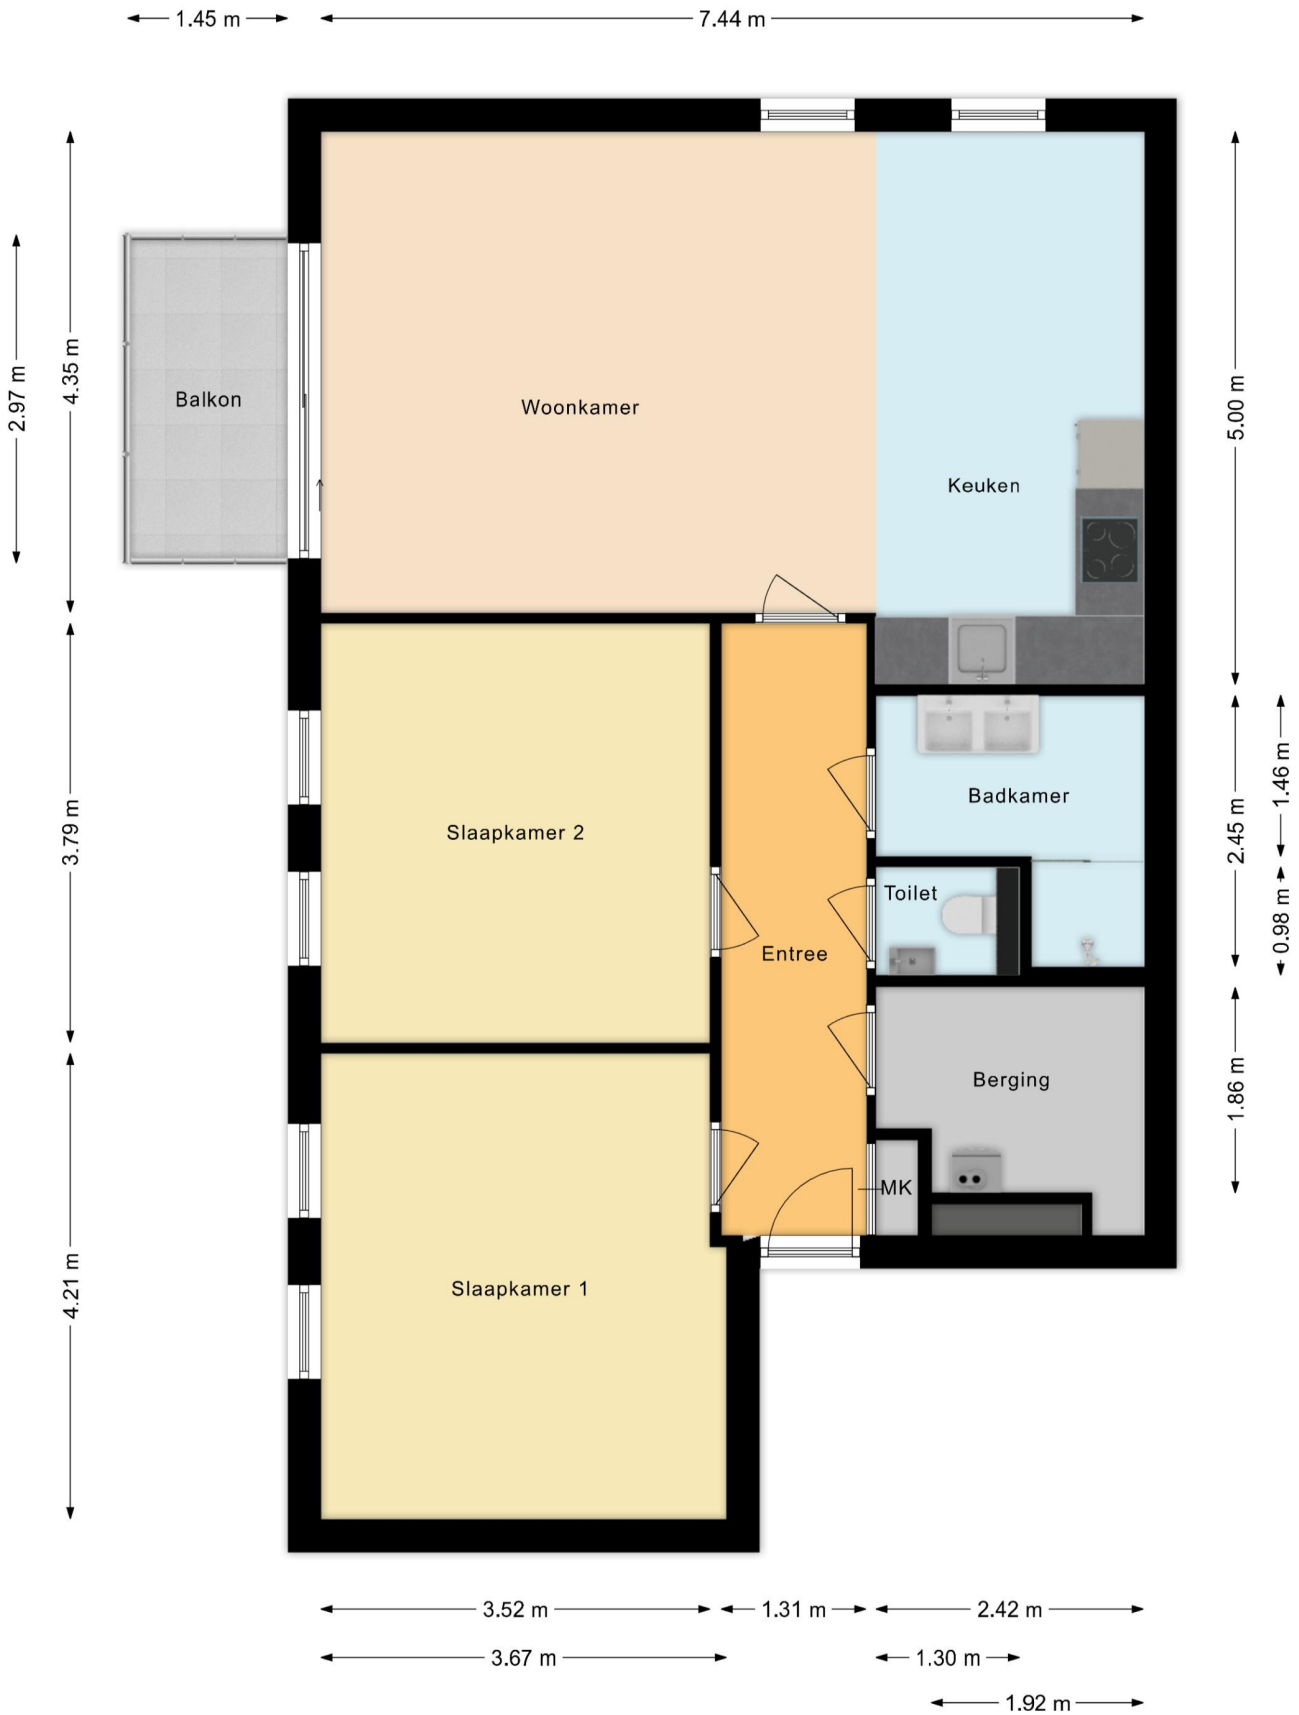 1.45 m
7.44 m
2.97 m
4.35 m
5.00 m
Balkon
Woonkamer
Keuken
3.79 m
Slaapkamer 2
Badkamer
2.45 m
1.46 m
Toilet
0.98 m
Entree
Berging
1.86 m
MK
4.21 m
Slaapkamer 1
3.52 m
1.31 m
2.42 m
3.67 m
1.30 m
1.92 m